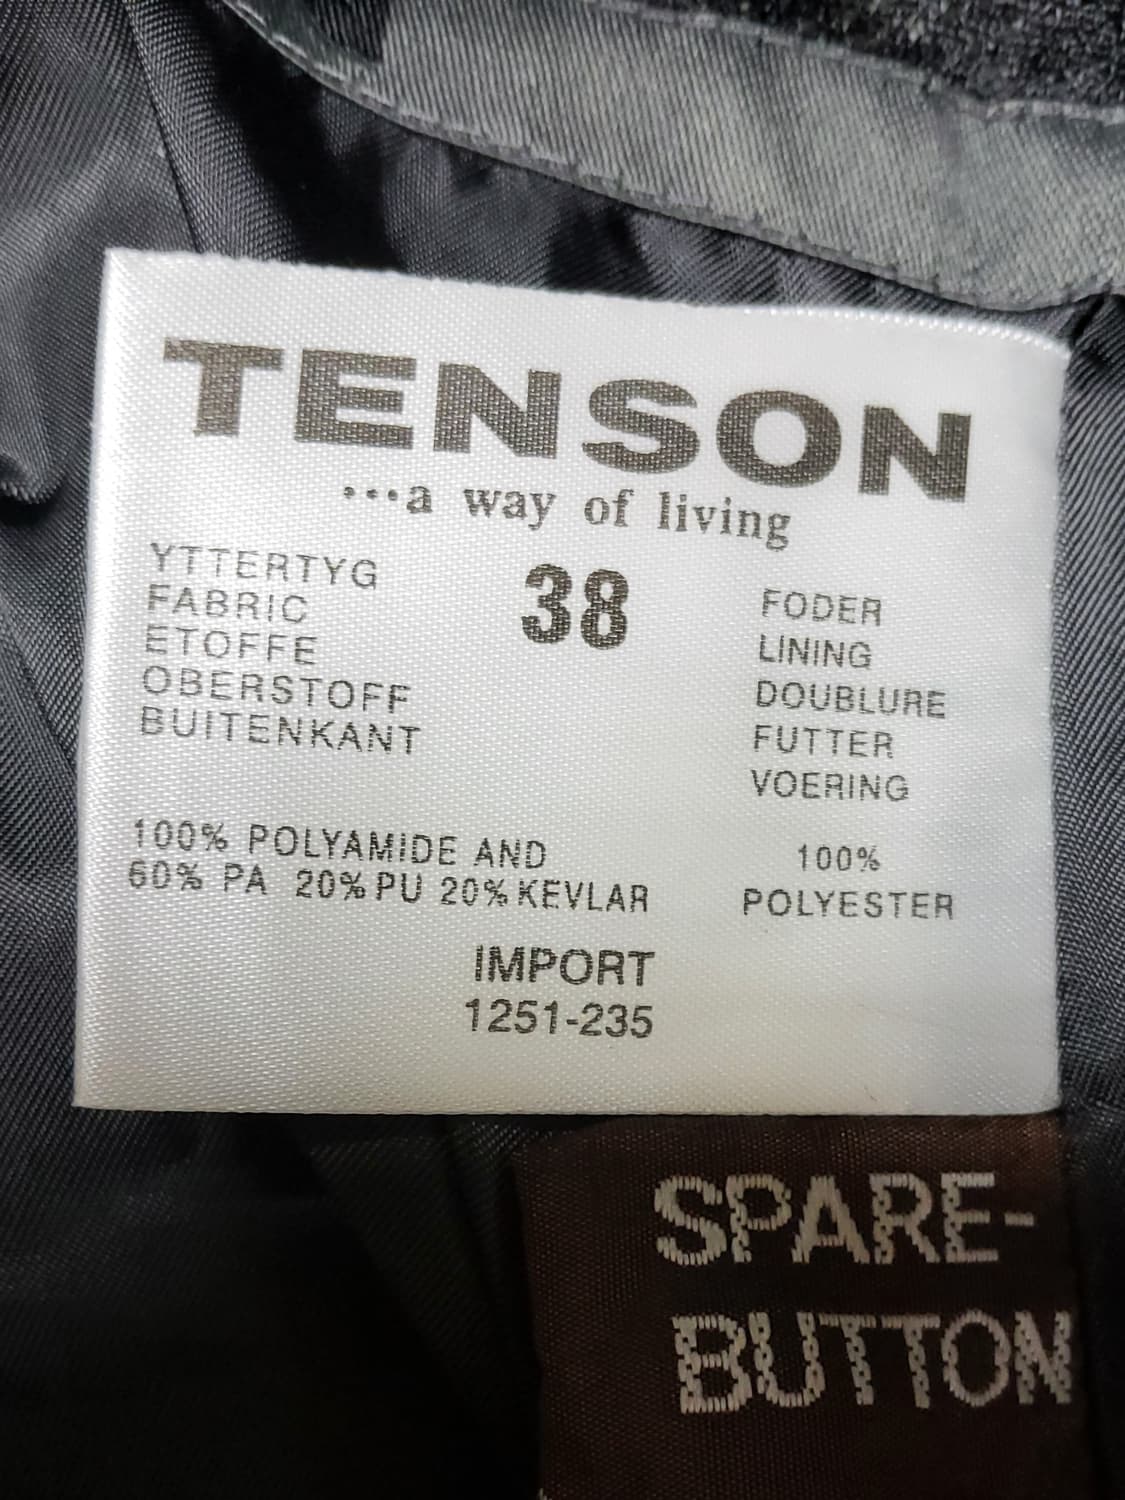 TENSON
...a way of living
38
YTTERTYG
FABRIC
ETOFFE
OBERSTOFF
BUITENKANT
FODER
LINING
DOUBLURE
FUTTER
VOERING
100% POLYAMIDE AND
60% PA 20% PU 20% KEVLAR
100%
POLYESTER
IMPORT
1251-235
SPARE-
BUTTON